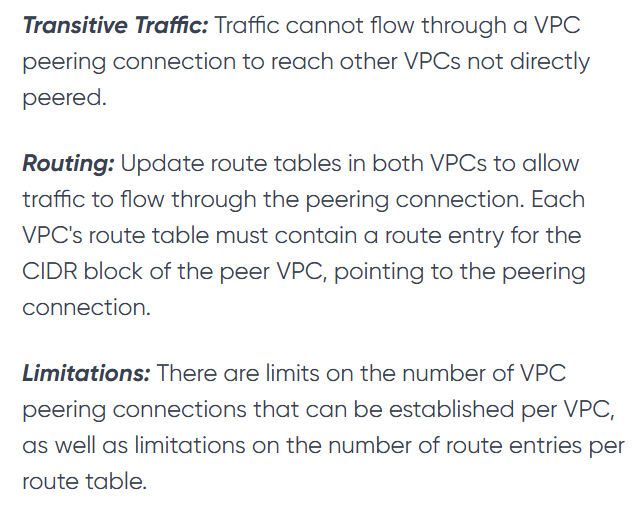 Transitive Traffic: Traffic cannot flow through a VPC
peering connection to reach other VPCs not directly
peered.
Routing: Update route tables in both VPCs to allow
traffic to flow through the peering connection. Each
VPC's route table must contain a route entry for the
CIDR block of the peer VPC, pointing to the peering
connection.
Limitations: There are limits on the number of VPC
peering connections that can be established per VPC,
as well as limitations on the number of route entries per
route table.